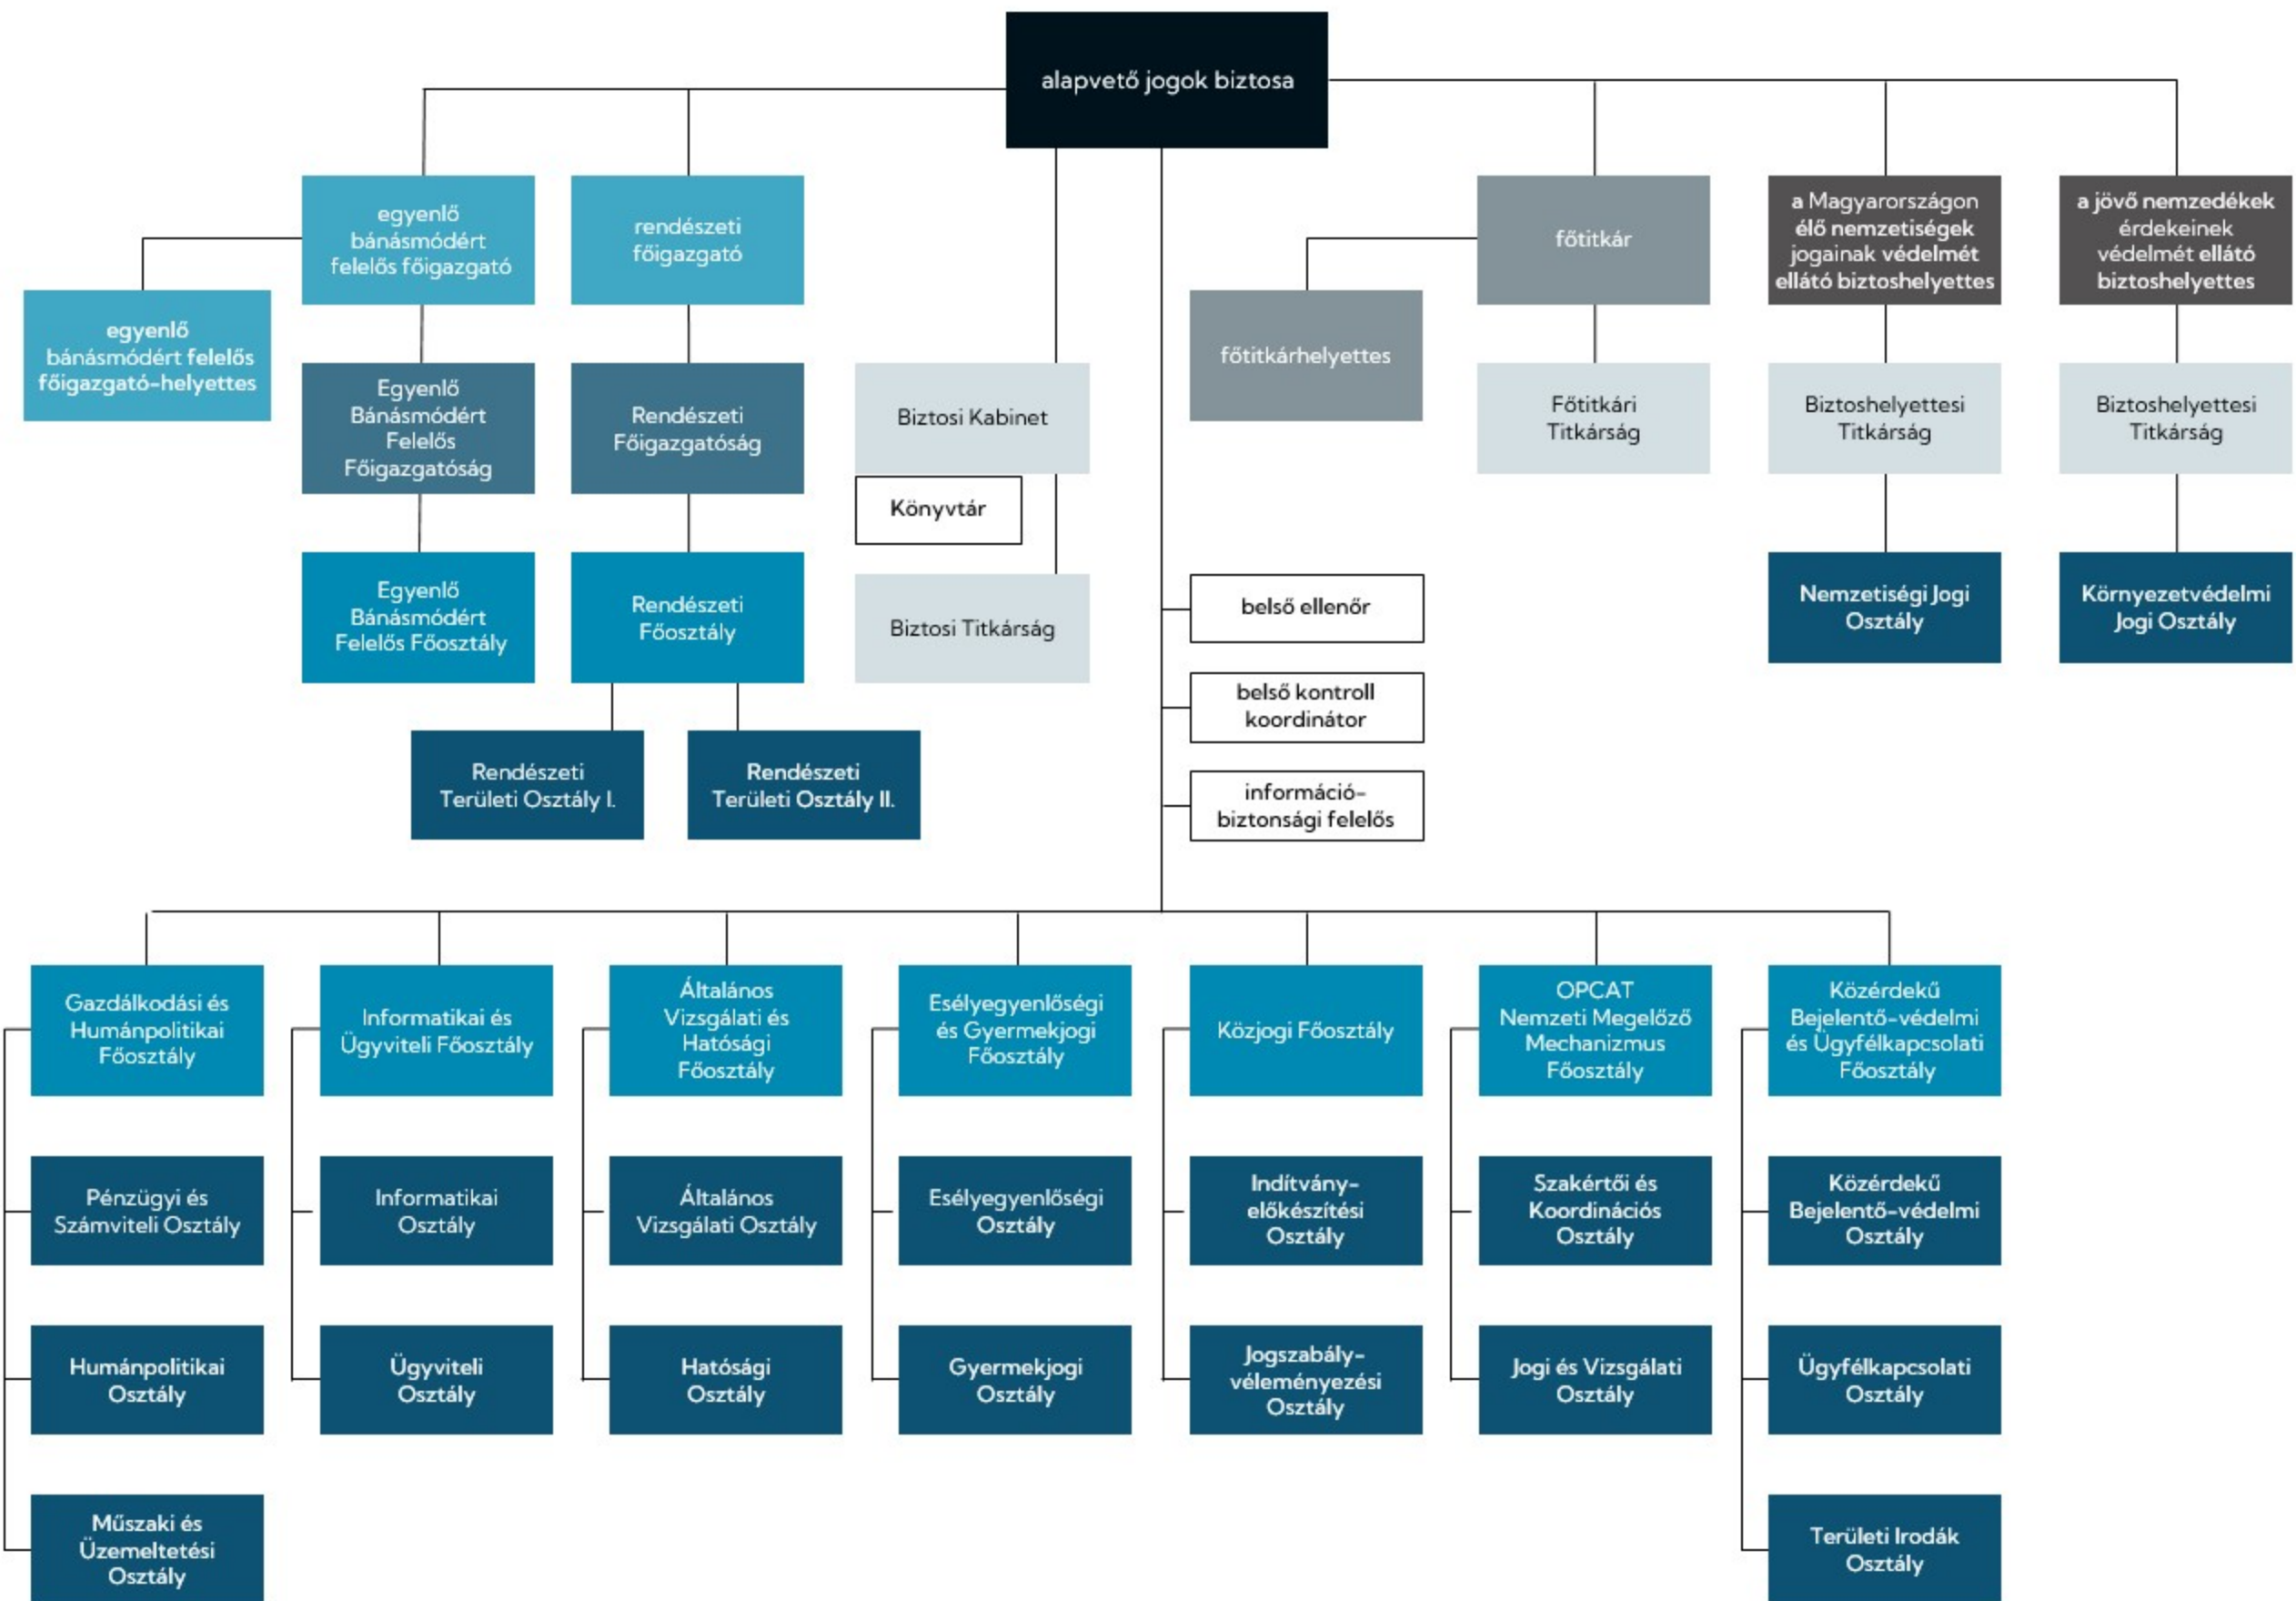 alapvető jogok biztosa
egyenlő
bánásmódért
felelős főigazgató
rendészeti
főigazgató
főtitkár
a Magyarországon
élő nemzetiségek
jogainak védelmét
ellátó biztoshelyettes
a jövő nemzedékek
érdekeinek
védelmét ellátó
biztoshelyettes
egyenlő
bánásmódért felelős
főigazgató-helyettes
főtitkárhelyettes
Egyenlő
Bánásmódért
Felelős
Főigazgatóság
Rendészeti
Főigazgatóság
Biztosi Kabinet
Főtitkári
Titkárság
Biztoshelyettesi
Titkárság
Biztoshelyettesi
Titkárság
Könyvtár
Egyenlő
Bánásmódért
Felelős Főosztály
Rendészeti
Főosztály
Biztosi Titkárság
belső ellenőr
Nemzetiségi Jogi
Osztály
Környezetvédelmi
Jogi Osztály
belső kontroll
koordinátor
Rendészeti
Területi Osztály I.
Rendészeti
Területi Osztály II.
információ-
biztonsági felelős
Gazdálkodási és
Humánpolitikai
Főosztály
Informatikai és
Ügyviteli Főosztály
Általános
Vizsgálati és
Hatósági
Főosztály
Esélyegyenlőségi
és Gyermekjogi
Főosztály
Közjogi Főosztály
OPCAT
Nemzeti Megelőző
Mechanizmus
Főosztály
Közérdekű
Bejelentő-védelmi
és Ügyfélkapcsolati
Főosztály
Pénzügyi és
Számviteli Osztály
Informatikai
Osztály
Általános
Vizsgálati Osztály
Esélyegyenlőségi
Osztály
Indítvány-
előkészítési
Osztály
Szakértői és
Koordinációs
Osztály
Közérdekű
Bejelentő-védelmi
Osztály
Humánpolitikai
Osztály
Ügyviteli
Osztály
Hatósági
Osztály
Gyermekjogi
Osztály
Jogszabály-
véleményezési
Osztály
Jogi és Vizsgálati
Osztály
Ügyfélkapcsolati
Osztály
Műszaki és
Üzemeltetési
Osztály
Területi Irodák
Osztály